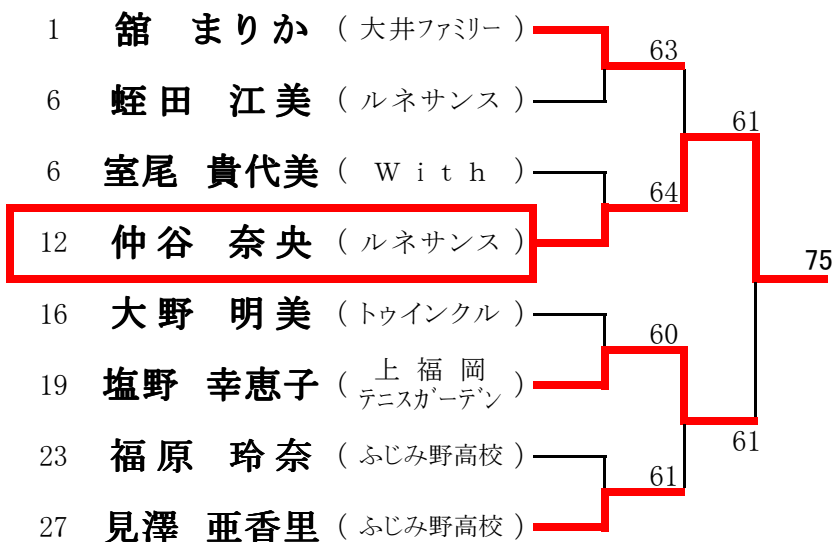 1 舘 まりか ( 大井ファミリー )
63
6 蛭田 江美 ( ルネサンス )
61
6 室尾 貴代美 ( With )
64
12 仲谷 奈央 ( ルネサンス )
75
16 大野 明美 ( トゥインクル )
60
19 塩野 幸恵子 ( 上福岡 テニスガーデン )
61
23 福原 玲奈 ( ふじみ野高校 )
61
27 見澤 亜香里 ( ふじみ野高校 )